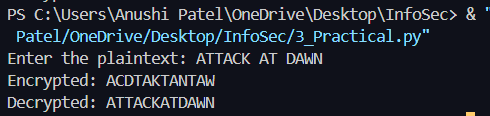 PS C:\Users\Anushi Patel\OneDrive\Desktop\InfoSec> & "
Patel/OneDrive/Desktop/InfoSec/3_Practical.py"
Enter the plaintext: ATTACK AT DAWN
Encrypted: ACDTAKTANTAW
Decrypted: ATTACKATDAWN